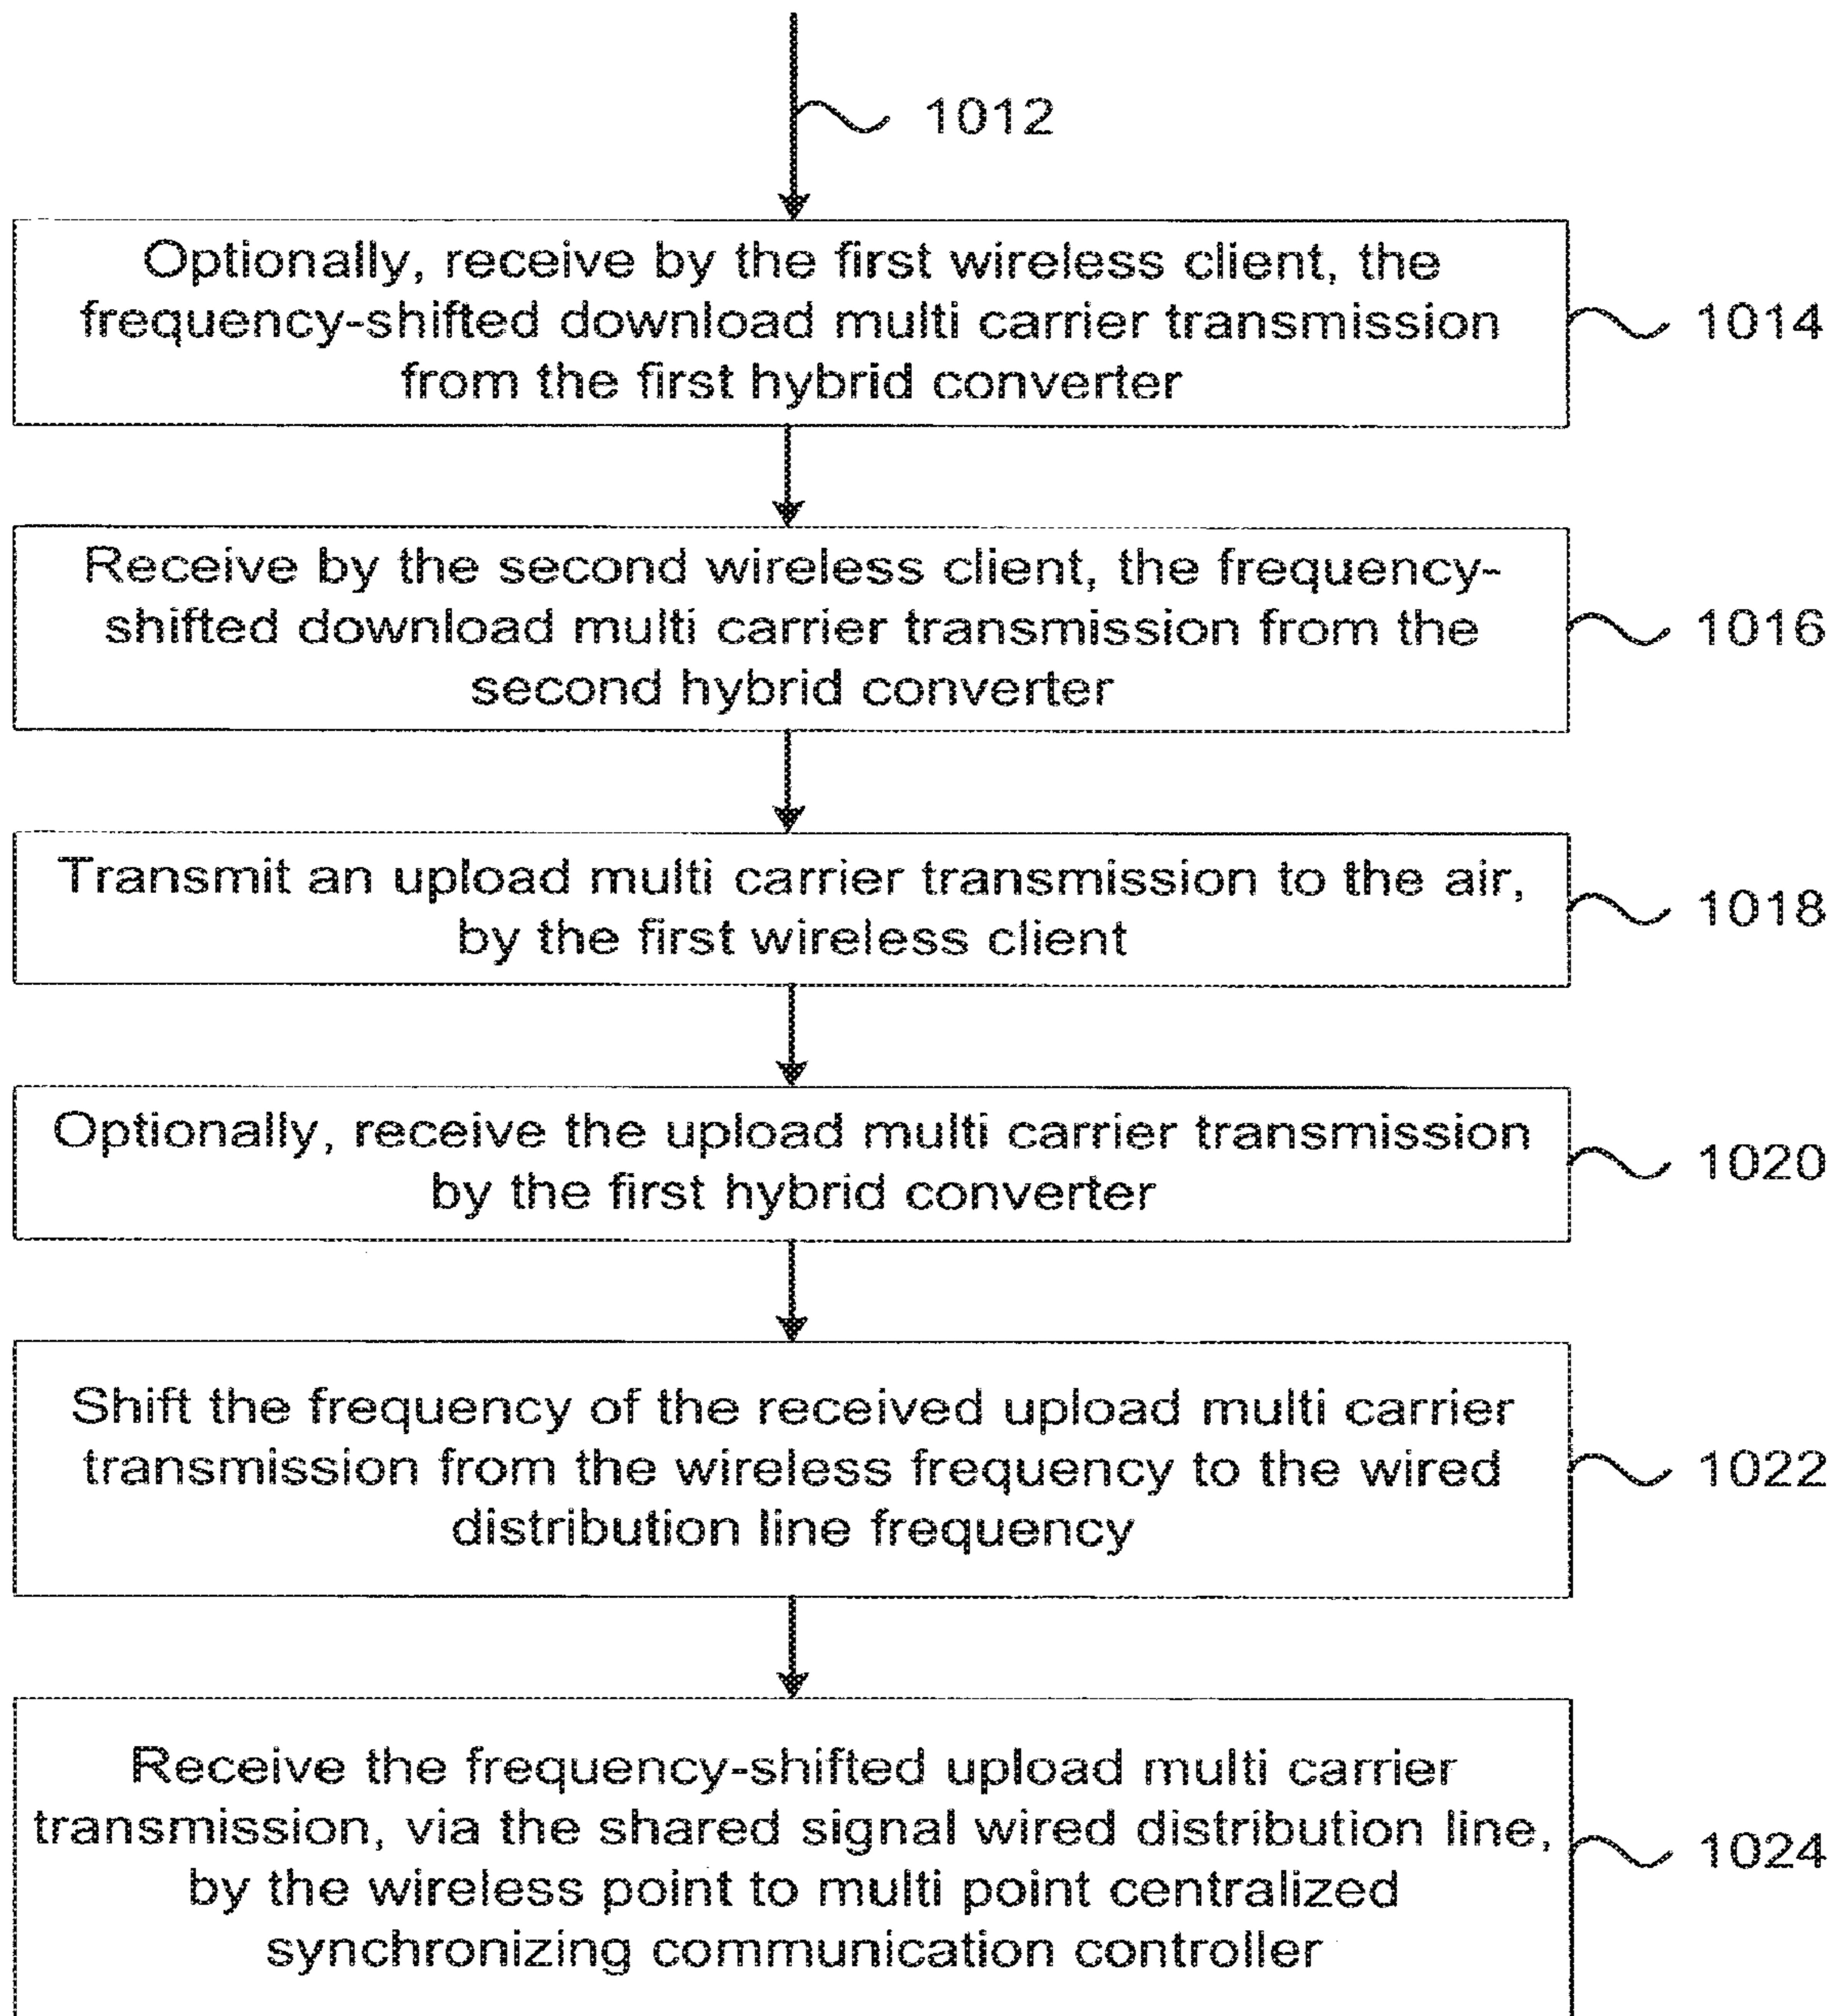 1012
Optionally, receive by the first wireless client, the
frequency-shifted download multi carrier transmission
from the first hybrid converter
1014
Receive by the second wireless client, the frequency-
shifted download multi carrier transmission from the
second hybrid converter
1016
Transmit an upload multi carrier transmission to the air,
by the first wireless client
1018
Optionally, receive the upload multi carrier transmission
by the first hybrid converter
1020
Shift the frequency of the received upload multi carrier
transmission from the wireless frequency to the wired
distribution line frequency
1022
Receive the frequency-shifted upload multi carrier
transmission, via the shared signal wired distribution line,
by the wireless point to multi point centralized
synchronizing communication controller
1024